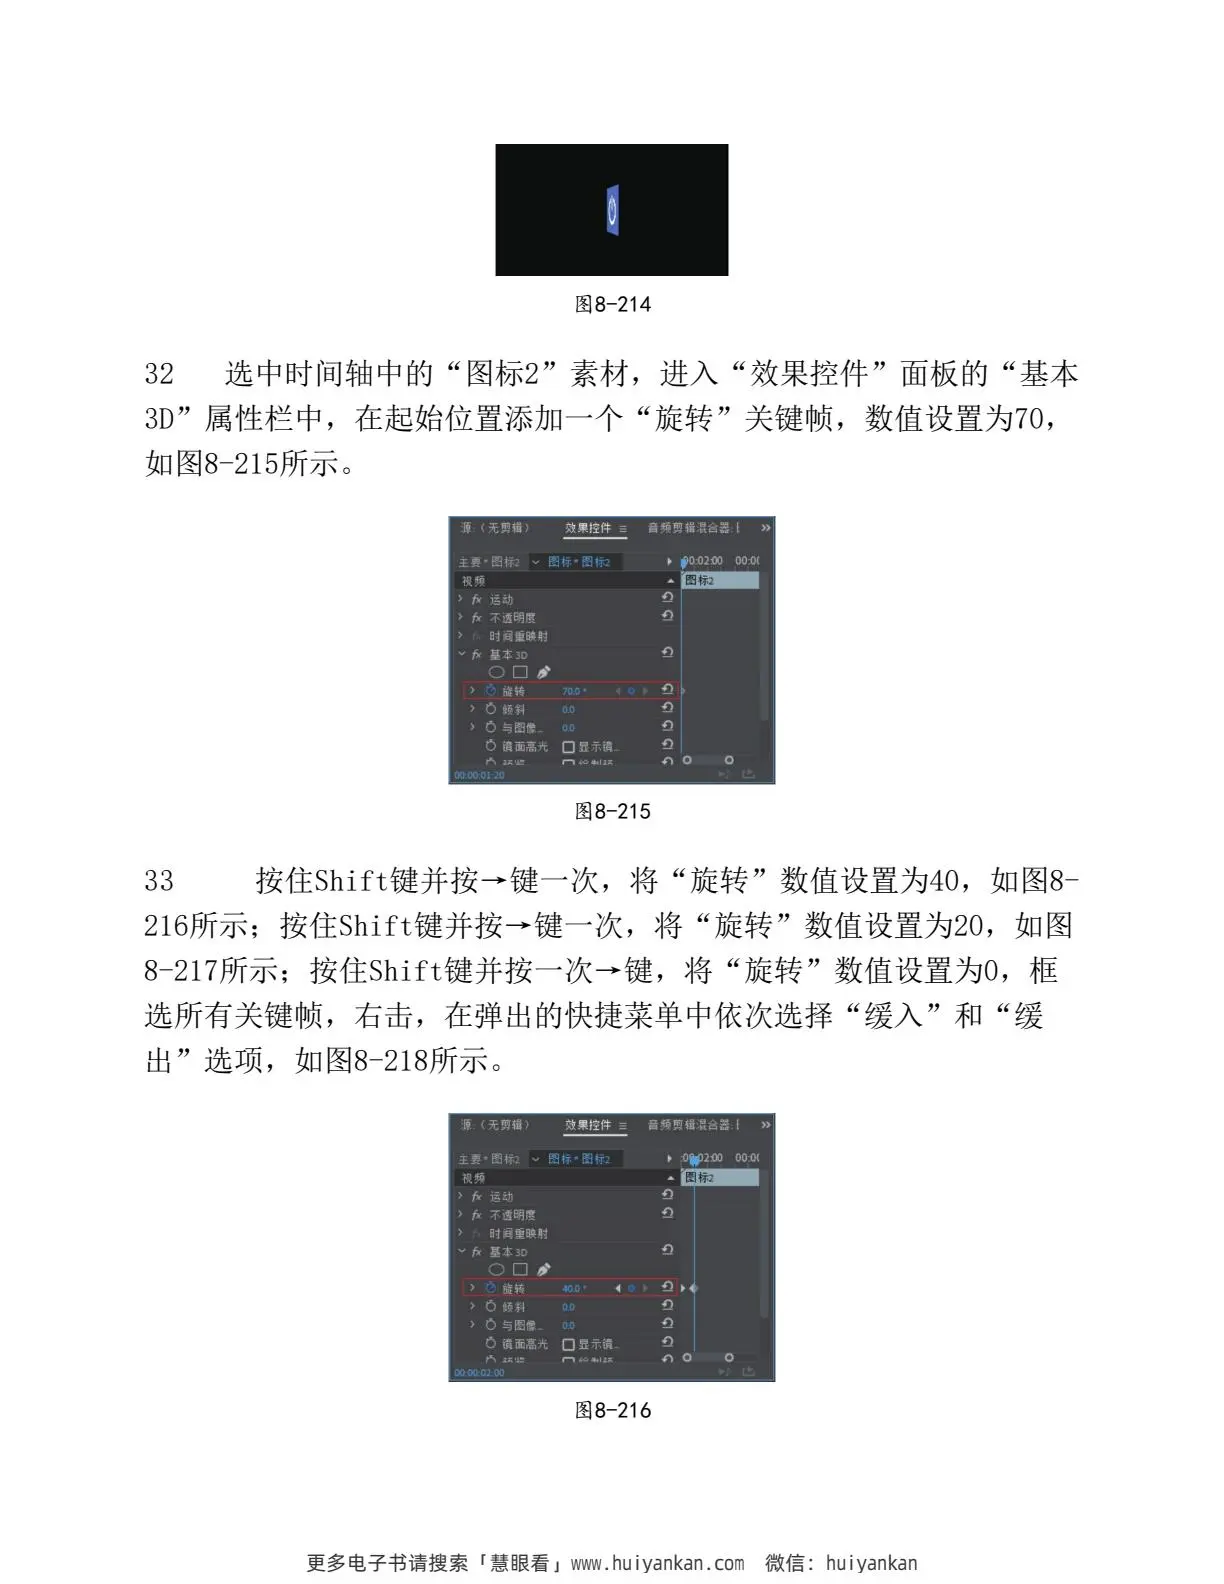 图8-214
32 选中时间轴中的“图标2”素材，进入“效果控件”面板的“基本
3D”属性栏中，在起始位置添加一个“旋转”关键帧，数值设置为70，
如图8-215所示。
源:（无剪辑） 效果控件 音频剪辑混合器:
主要*图标2 图标*图标2 00:02:00 00:0
视频 图标2
fx 运动
fx 不透明度
时间重映射
fx 基本3D
旋转 70.0°
倾斜 0.0
与图像... 0.0
镜面高光 显示镜...
00:00:01:20
图8-215
33 按住Shift键并按→键一次，将“旋转”数值设置为40，如图8-
216所示；按住Shift键并按→键一次，将“旋转”数值设置为20，如图
8-217所示；按住Shift键并按一次→键，将“旋转”数值设置为0，框
选所有关键帧，右击，在弹出的快捷菜单中依次选择“缓入”和“缓
出”选项，如图8-218所示。
源:（无剪辑） 效果控件 音频剪辑混合器:
主要*图标2 图标*图标2 :00:02:00 00:0
视频 图标2
fx 运动
fx 不透明度
时间重映射
fx 基本3D
旋转 40.0°
倾斜 0.0
与图像... 0.0
镜面高光 显示镜...
00:00:02:00
图8-216
更多电子书请搜索「慧眼看」www.huiyankan.com 微信：huiyankan